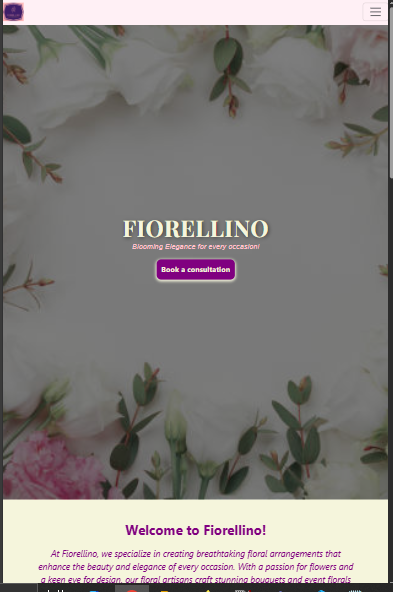 FIORELLINO
Blooming Elegance for every occasion!
Book a consultation
Welcome to Fiorellino!
At Fiorellino, we specialize in creating breathtaking floral arrangements that
enhance the beauty and elegance of every occasion. With a passion for flowers and
a keen eye for design, our floral artisans craft stunning bouquets and event florals